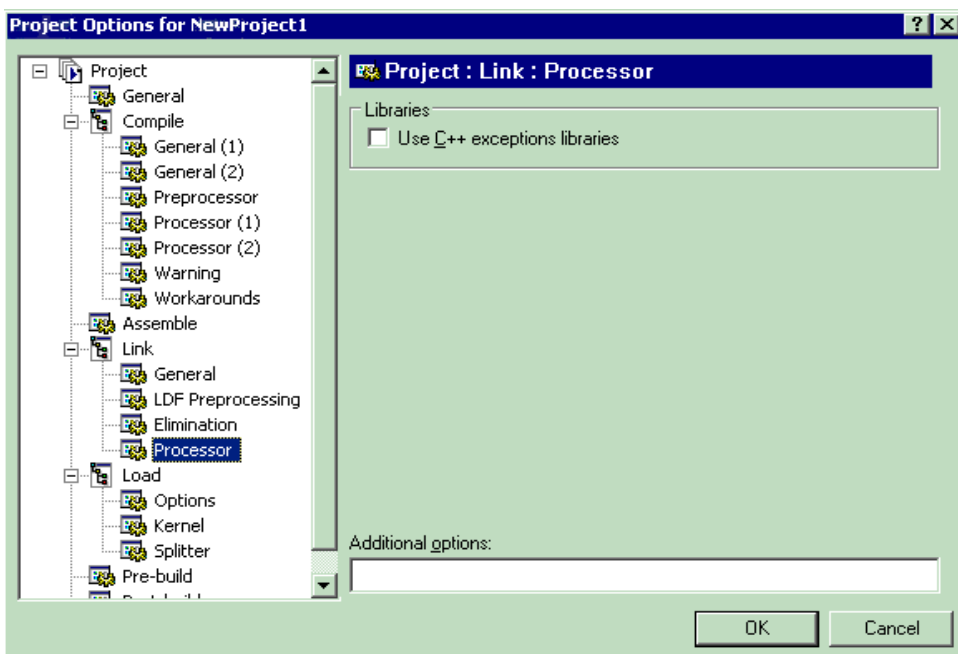 Project Options for NewProject1
Project
General
Compile
General (1)
General (2)
Preprocessor
Processor (1)
Processor (2)
Warning
Workarounds
Assemble
Link
General
LDF Preprocessing
Elimination
Processor
Load
Options
Kernel
Splitter
Pre-build
Project : Link : Processor
Libraries
Use C++ exceptions libraries
Additional options:
OK
Cancel